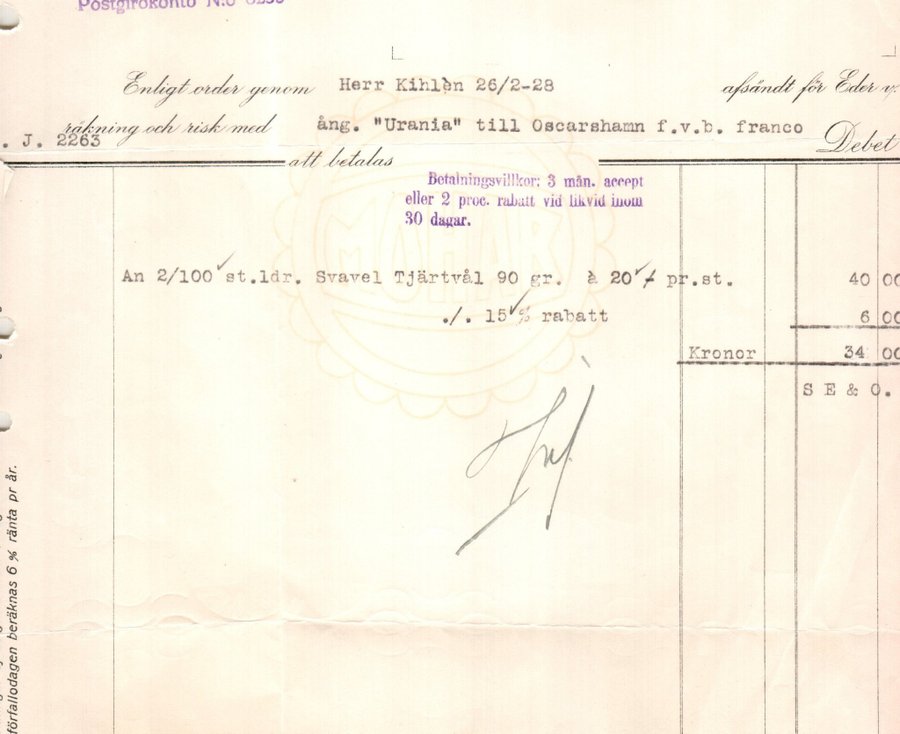 Postgirokonto N:o
Enligt order genom Herr Kihlèn 26/2-28 afsändt för Eder
räkning och risk med ång. "Urania" till Oscarshamn f.v.b. franco
. J. 2263 Debet
att betalas
Betalningsvillkor: 3 mån. accept
eller 2 proc. rabatt vid likvid inom
30 dagar.
MOHAR
An 2/100 st.ldr. Svavel Tjärtvål 90 gr. à 20/- pr.st. 40 00
./. 15 % rabatt 6 00
Kronor 34 00
S E & O.
förfallodagen beräknas 6 % ränta pr år.